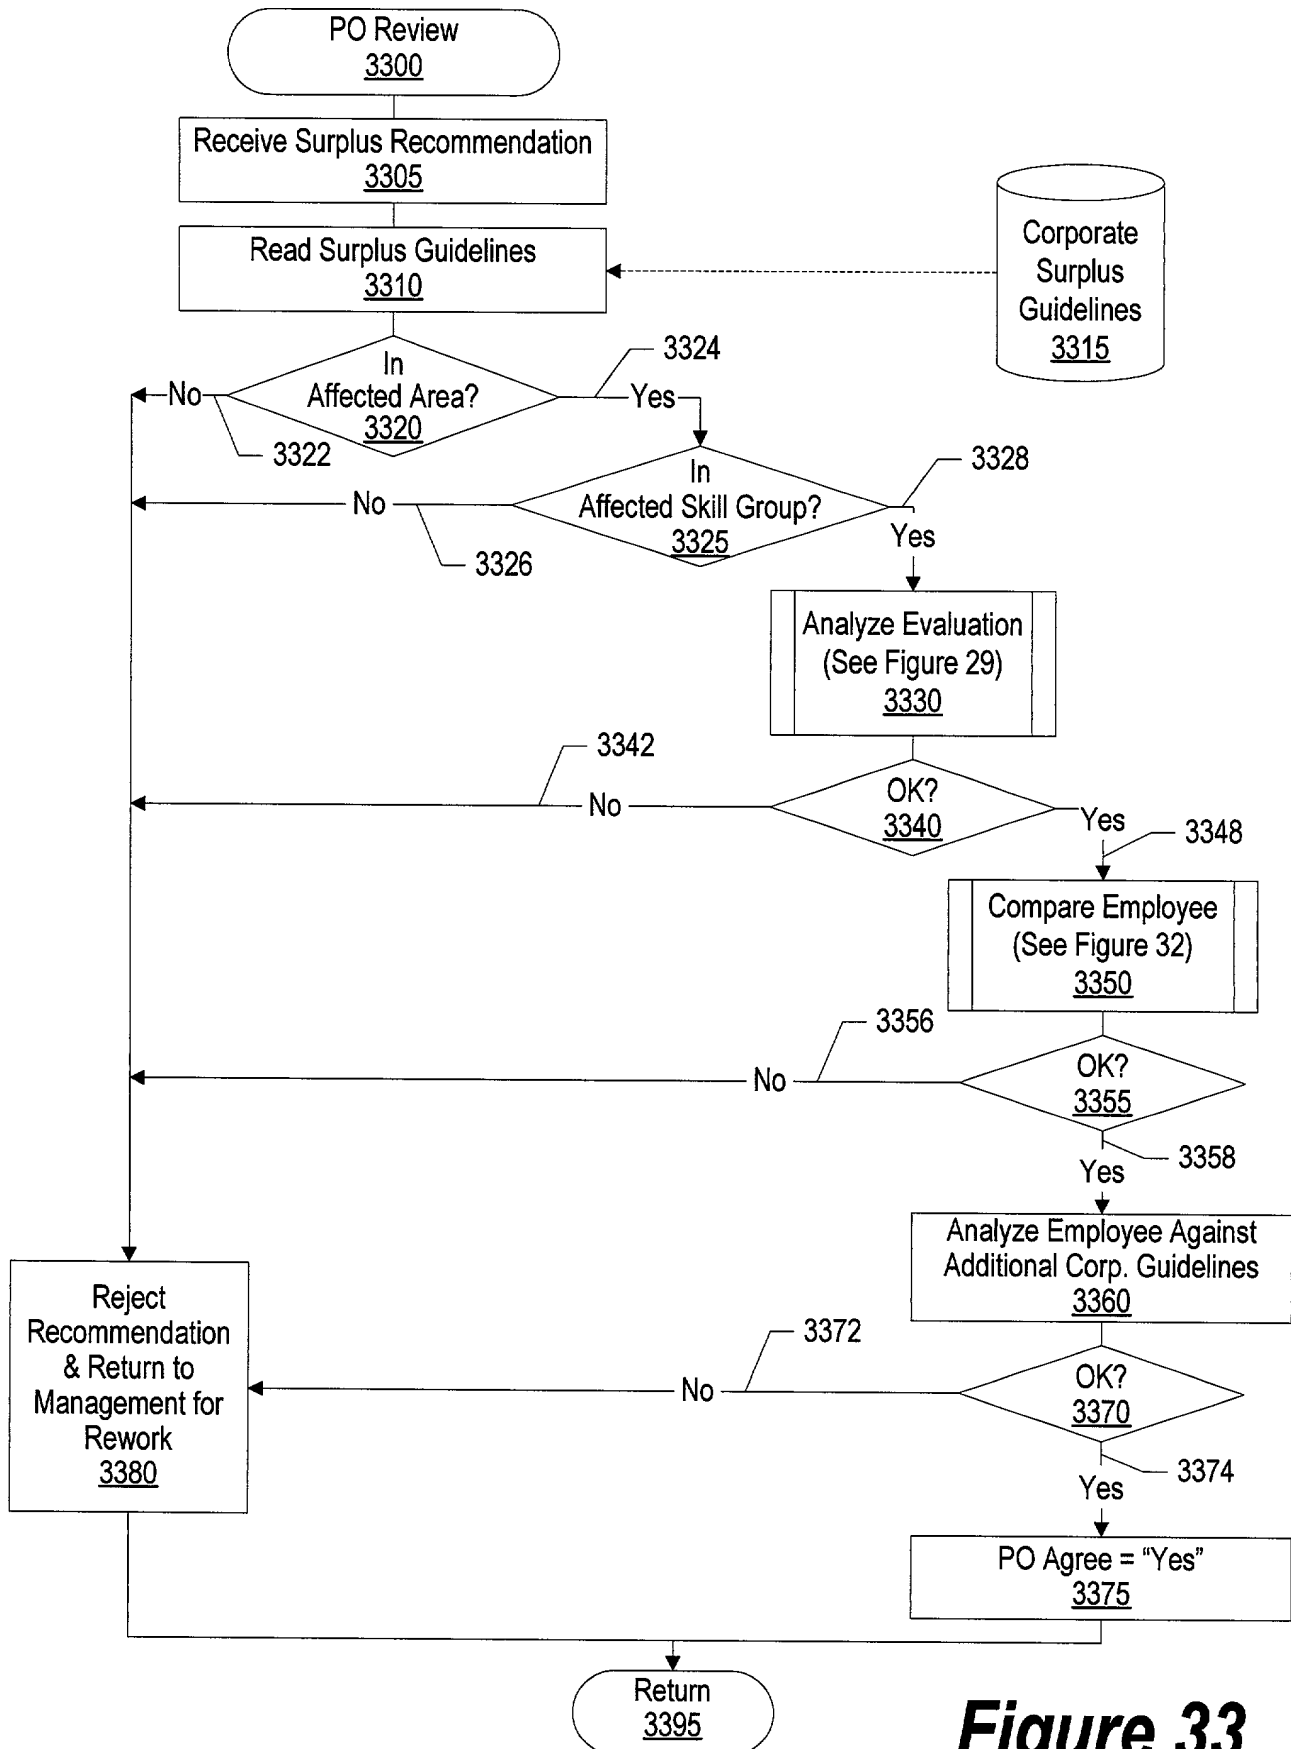 PO Review
3300
Receive Surplus Recommendation
3305
Read Surplus Guidelines
3310
Corporate
Surplus
Guidelines
3315
In
Affected Area?
3320
No
3322
3324
Yes
In
Affected Skill Group?
3325
No
3326
3328
Yes
Analyze Evaluation
(See Figure 29)
3330
3342
No
OK?
3340
Yes
3348
Compare Employee
(See Figure 32)
3350
3356
No
OK?
3355
3358
Yes
Analyze Employee Against
Additional Corp. Guidelines
3360
Reject
Recommendation
& Return to
Management for
Rework
3380
3372
No
OK?
3370
3374
Yes
PO Agree = “Yes”
3375
Return
3395
Figure 33